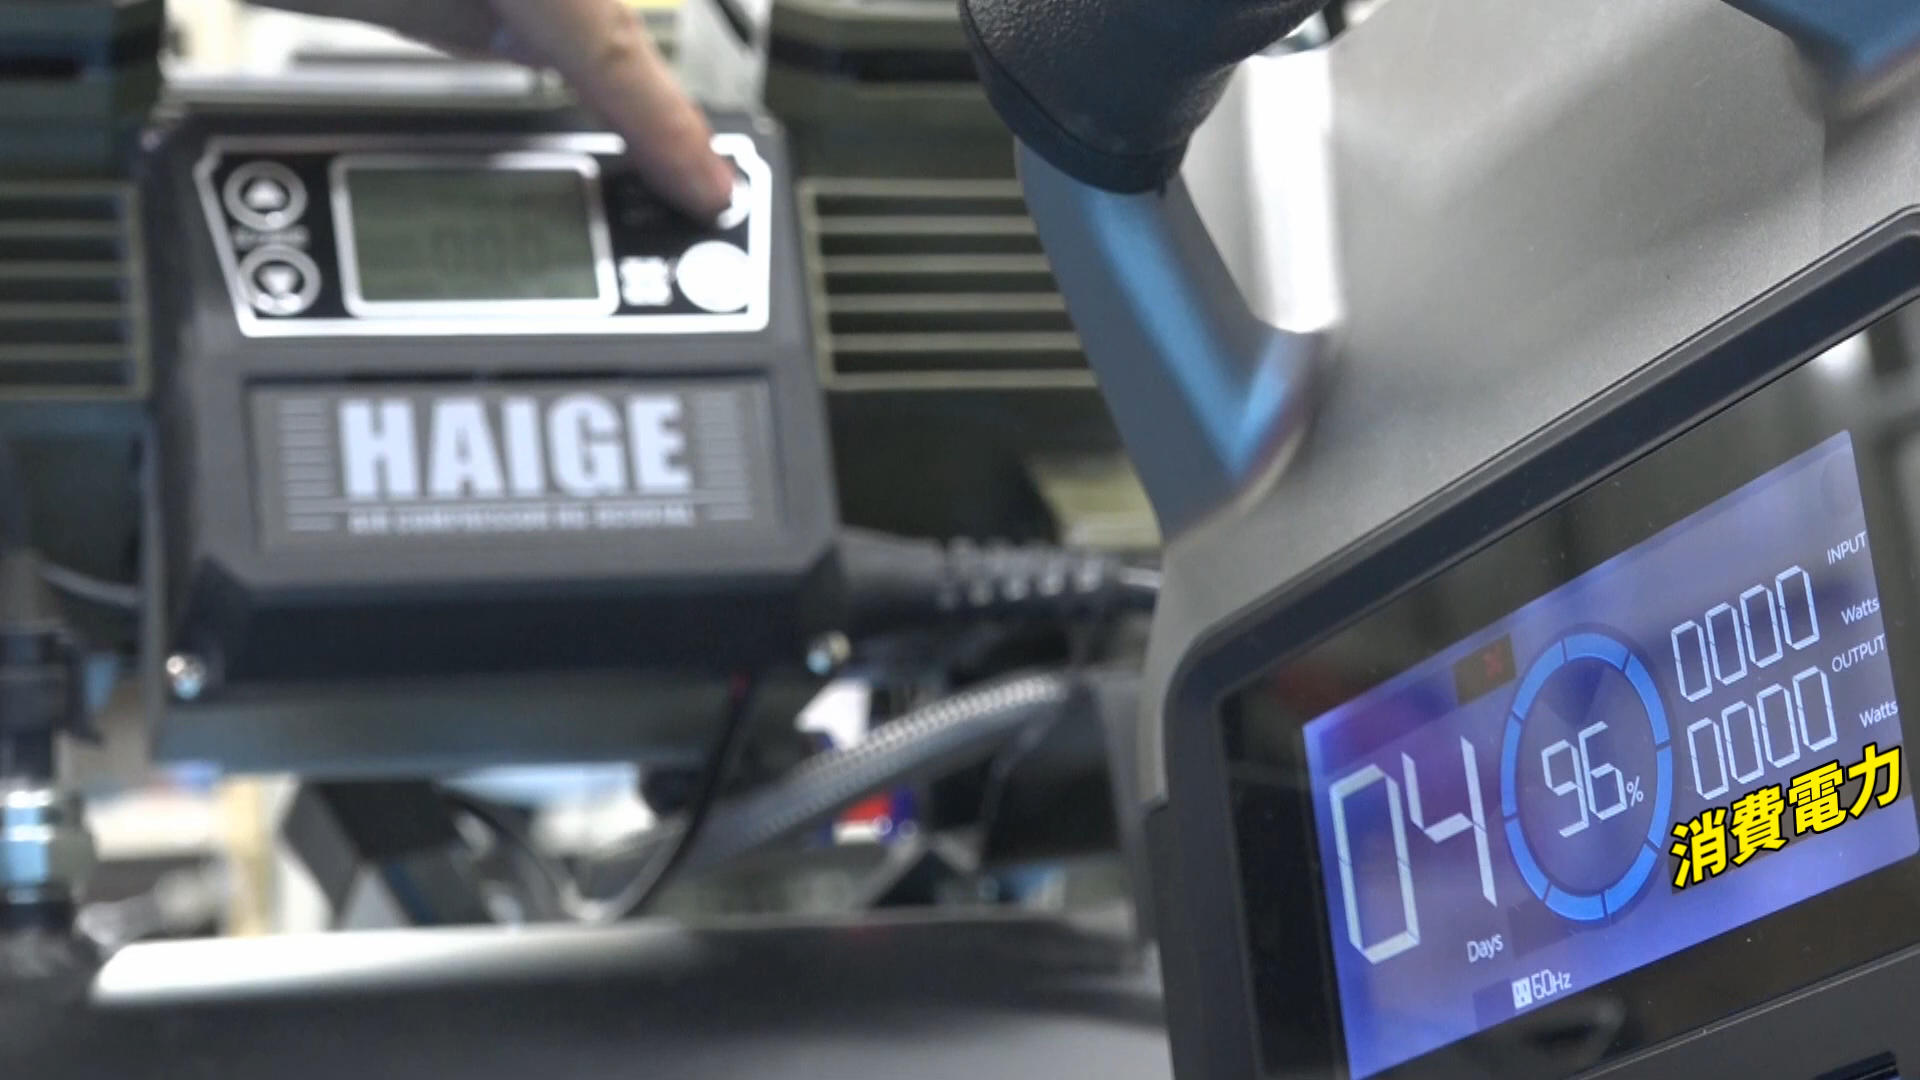 HAIGE
INPUT
0000
Watts
OUTPUT
0000
Watts
消費電力
96%
04
Days
60Hz